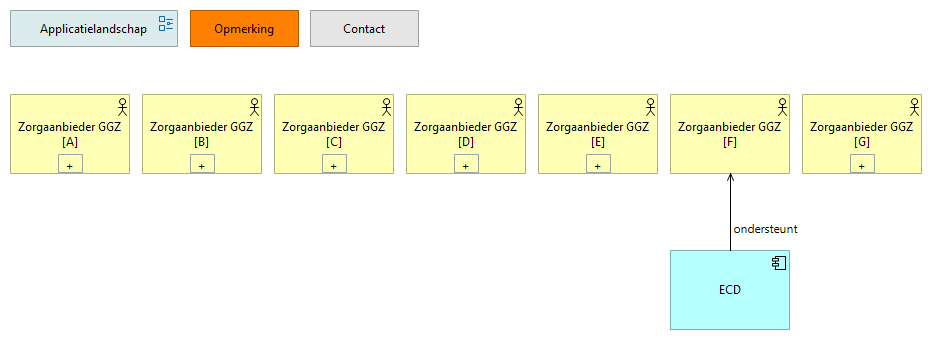 Applicatielandschap
Opmerking
Contact
Zorgaanbieder GGZ
[A]
+
Zorgaanbieder GGZ
[B]
+
Zorgaanbieder GGZ
[C]
+
Zorgaanbieder GGZ
[D]
+
Zorgaanbieder GGZ
[E]
+
Zorgaanbieder GGZ
[F]
Zorgaanbieder GGZ
[G]
+
ondersteunt
ECD